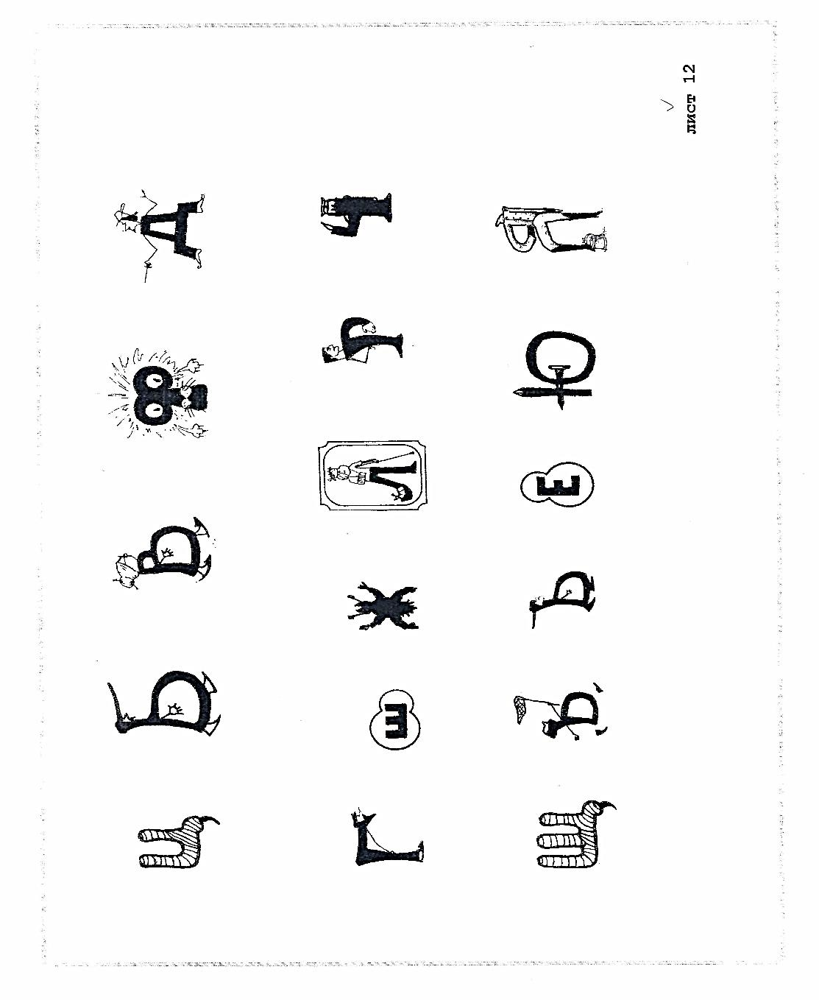 Ц Б В Ф Д
Г Е Ж Л Р Ч
Щ Ъ Ь Ш Ю Я
лист 12